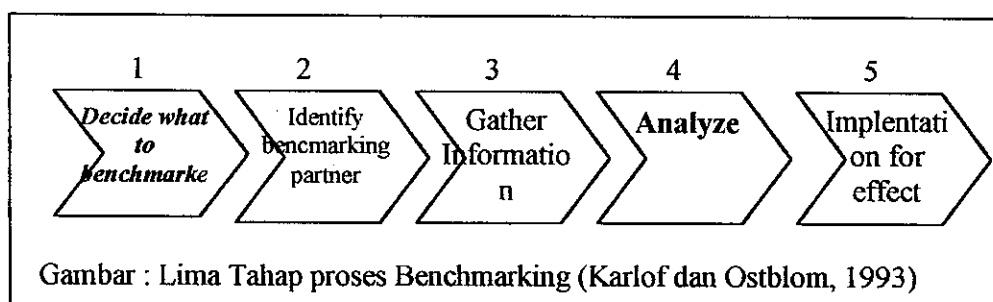 1
2
3
4
5
Decide what
to
benchmarke
Identify
bencmarking
partner
Gather
Informatio
n
Analyze
Implentati
on for
effect
Gambar : Lima Tahap proses Benchmarking (Karlof dan Ostblom, 1993)